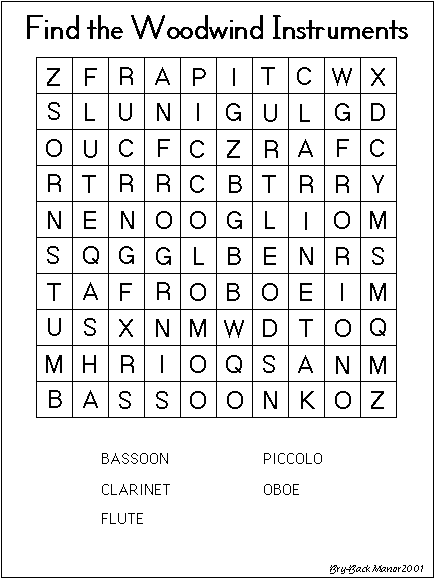 Find the Woodwind Instruments
Z F R A P I T C W X
S L U N I G U L G D
O U C F C Z R A F C
R T R R C B T R R Y
N E N O O G L I O M
S Q G G L B E N R S
T A F R O B O E I M
U S X N M W D T O Q
M H R I O Q S A N M
B A S S O O N K O Z
BASSOON PICCOLO
CLARINET OBOE
FLUTE
Bry-Back Manor 2001